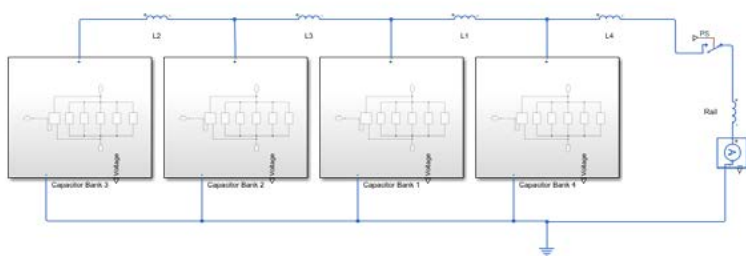 L2
L3
L1
L4
PS
Rail
A
Voltage
Voltage
Voltage
Voltage
Capacitor Bank 3
Capacitor Bank 2
Capacitor Bank 1
Capacitor Bank 4